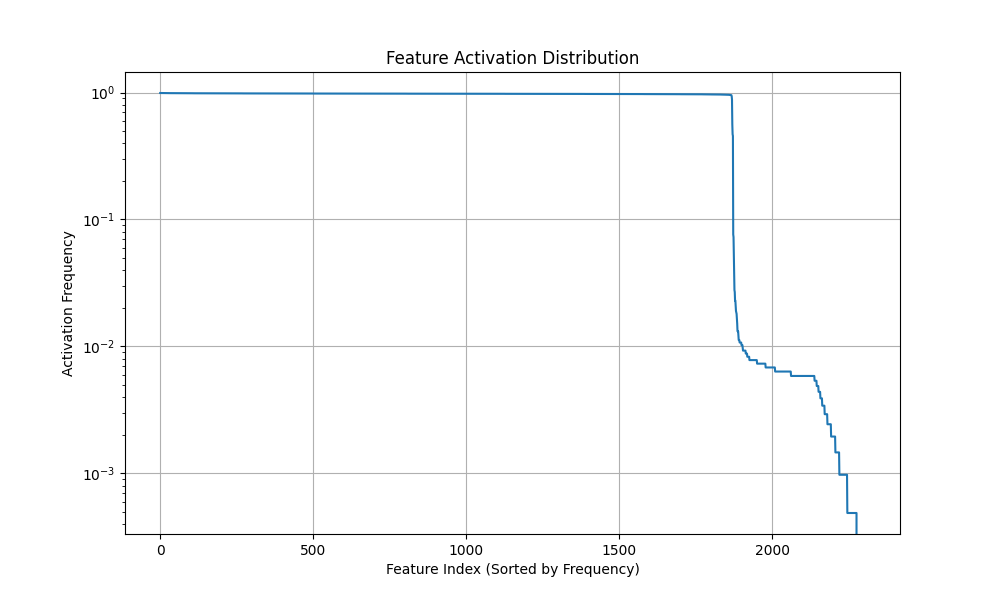 Feature Activation Distribution
Activation Frequency
10⁰
10⁻¹
10⁻²
10⁻³
0 500 1000 1500 2000
Feature Index (Sorted by Frequency)